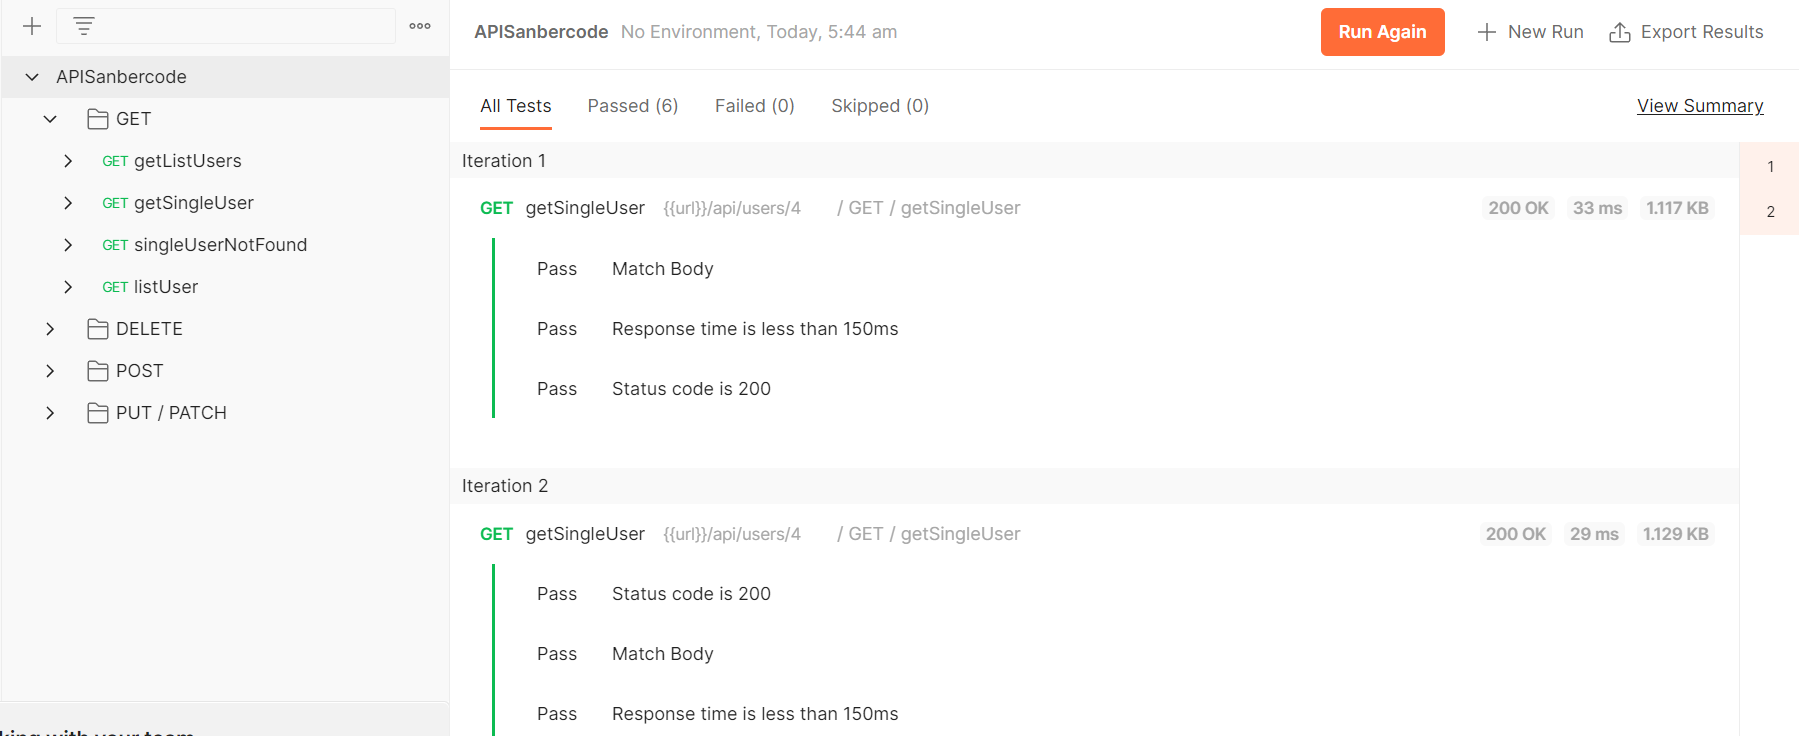 APISanbercode
GET
GET getListUsers
GET getSingleUser
GET singleUserNotFound
GET listUser
DELETE
POST
PUT / PATCH
APISanbercode No Environment, Today, 5:44 am
Run Again
New Run
Export Results
All Tests
Passed (6)
Failed (0)
Skipped (0)
View Summary
Iteration 1
GET getSingleUser {{url}}/api/users/4 / GET / getSingleUser 200 OK 33 ms 1.117 KB
Pass Match Body
Pass Response time is less than 150ms
Pass Status code is 200
Iteration 2
GET getSingleUser {{url}}/api/users/4 / GET / getSingleUser 200 OK 29 ms 1.129 KB
Pass Status code is 200
Pass Match Body
Pass Response time is less than 150ms
1
2
with your team